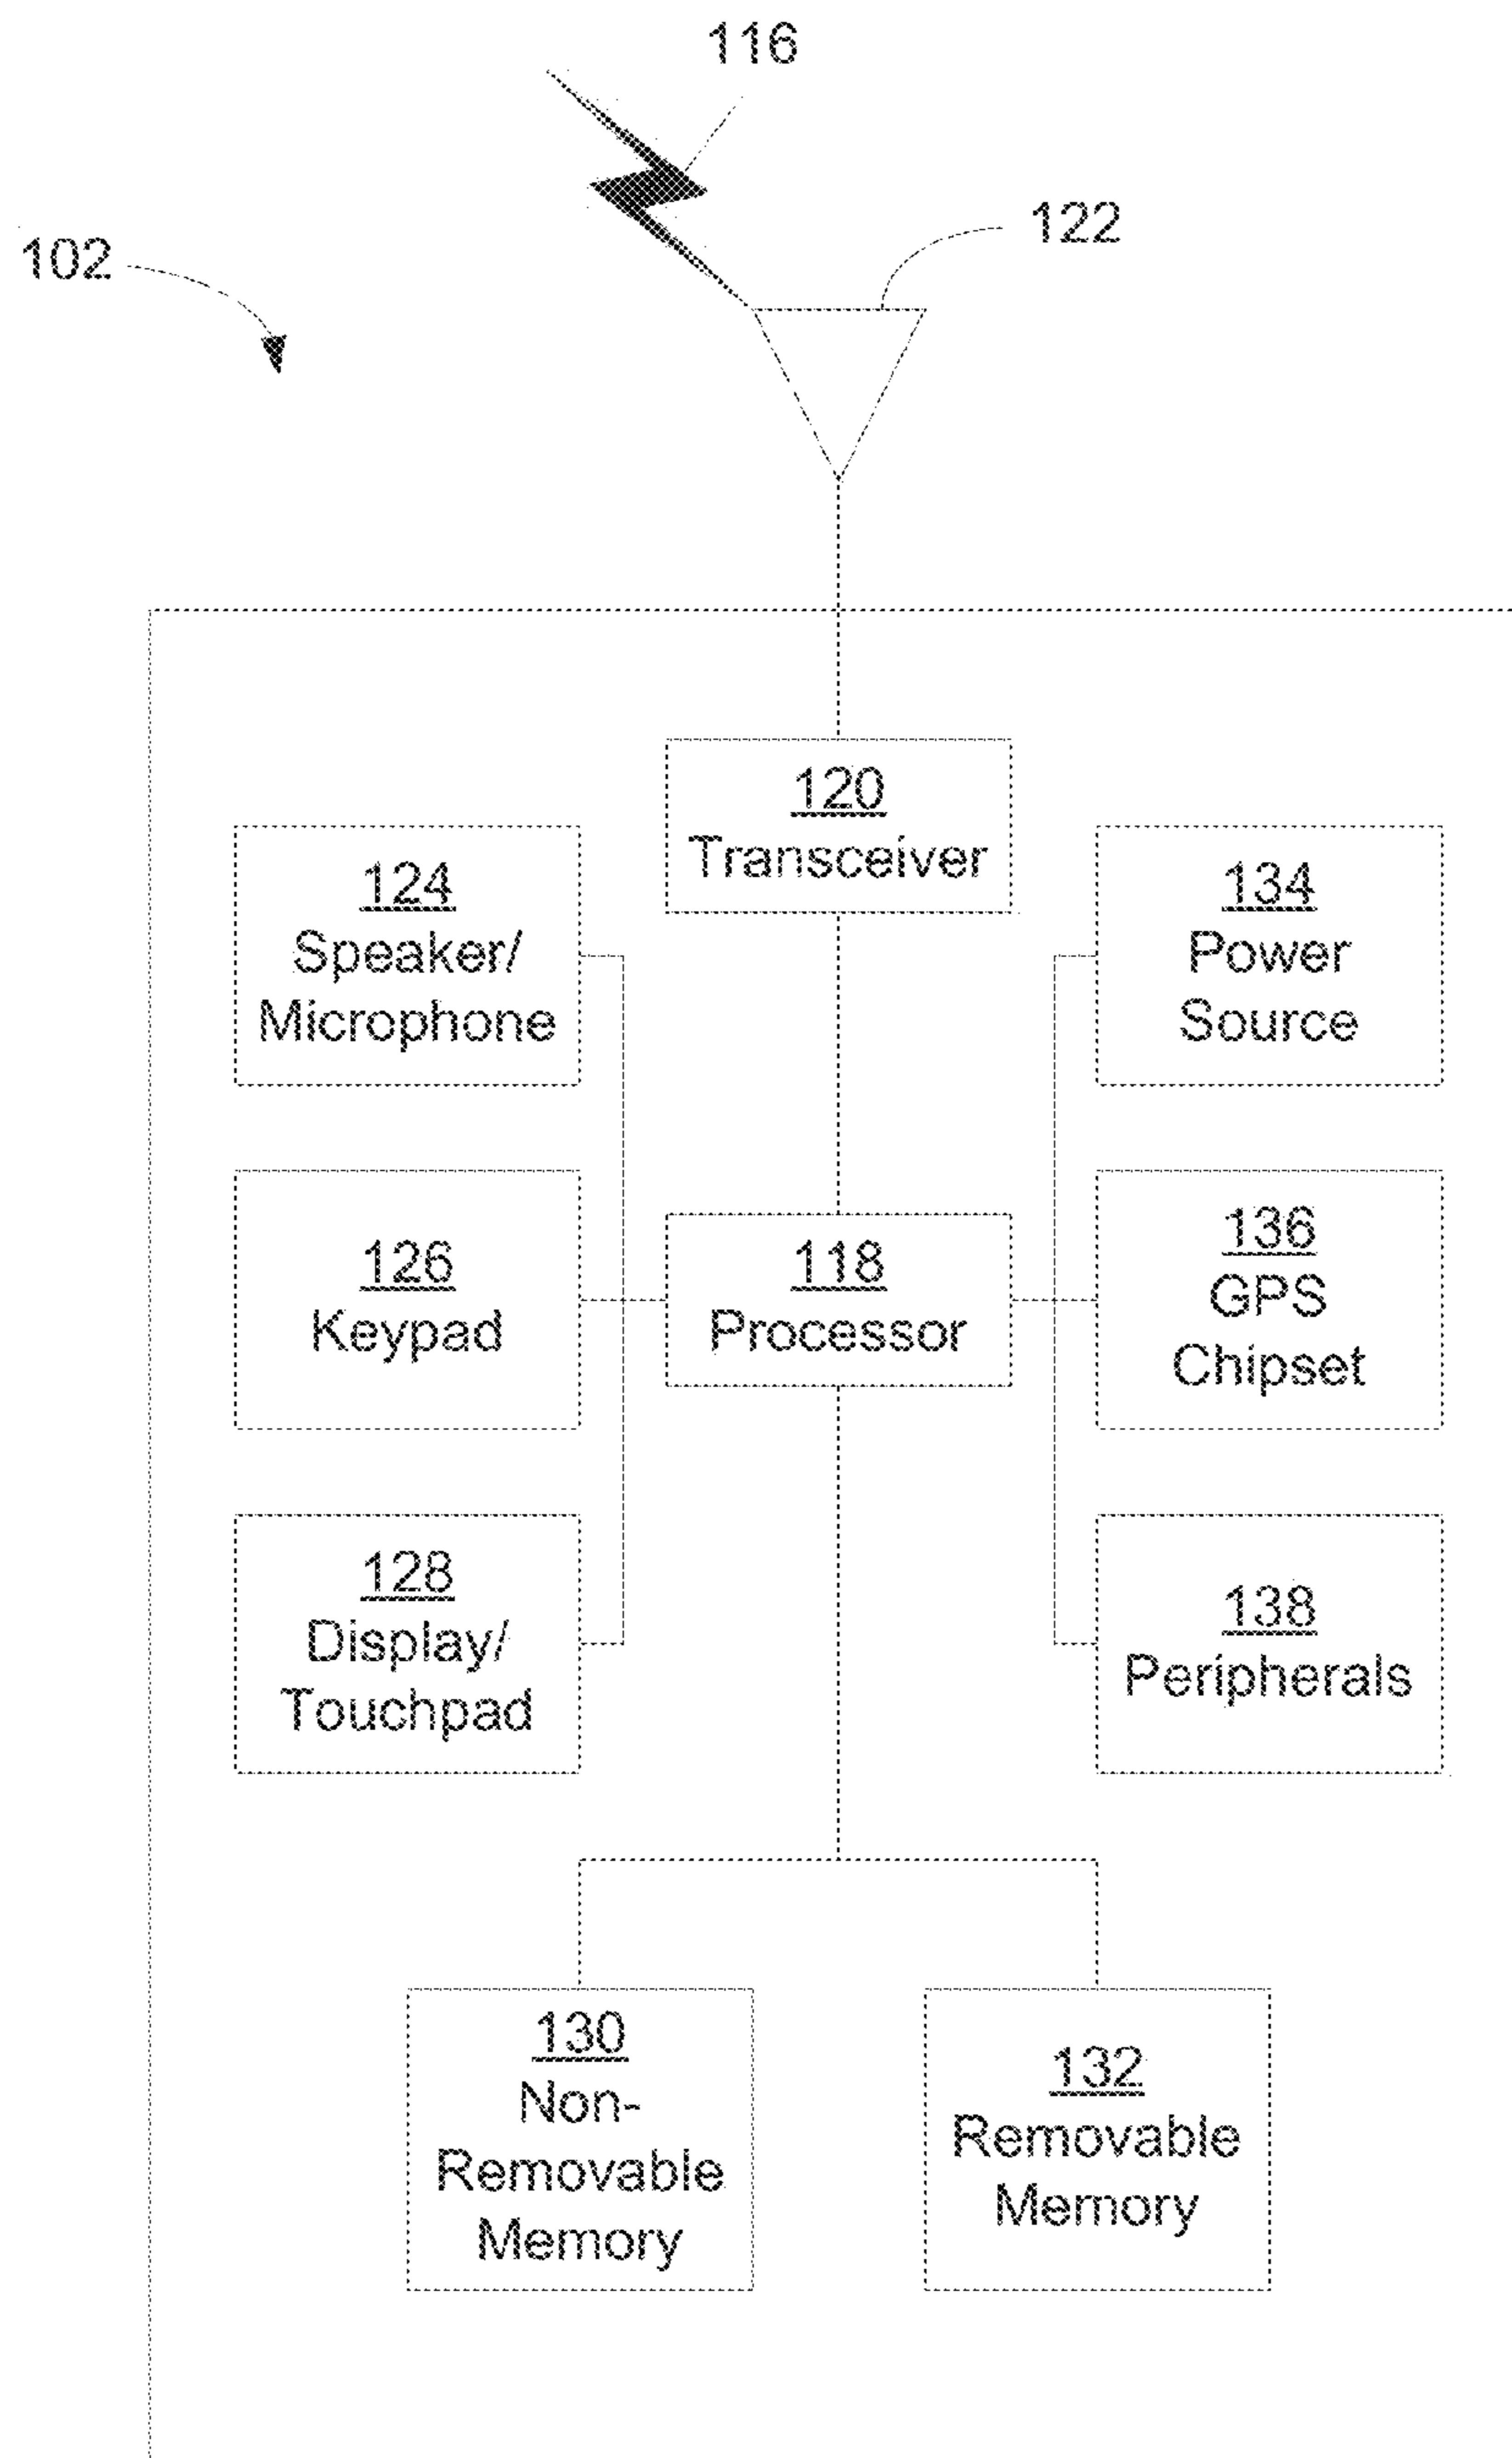 116
122
102
120
Transceiver
124
Speaker/
Microphone
134
Power
Source
126
Keypad
118
Processor
136
GPS
Chipset
128
Display/
Touchpad
138
Peripherals
130
Non-
Removable
Memory
132
Removable
Memory